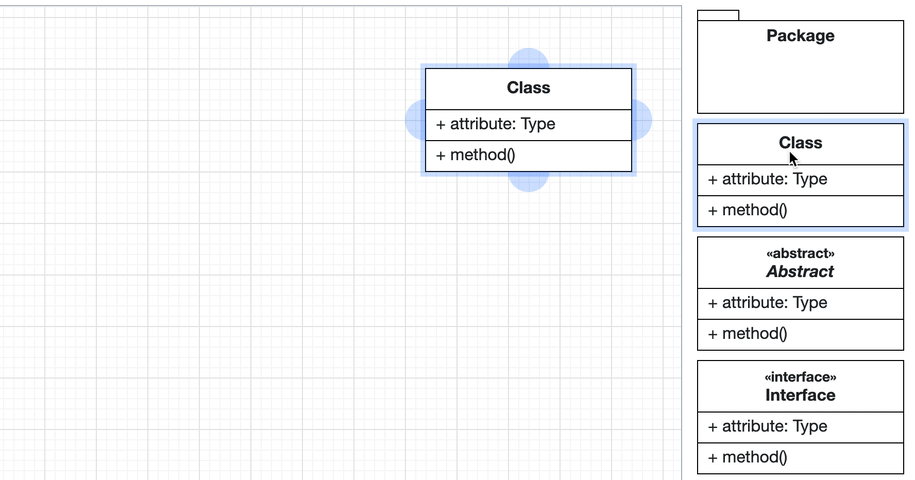 Class
+ attribute: Type
+ method()
Package
Class
+ attribute: Type
+ method()
«abstract»
Abstract
+ attribute: Type
+ method()
«interface»
Interface
+ attribute: Type
+ method()